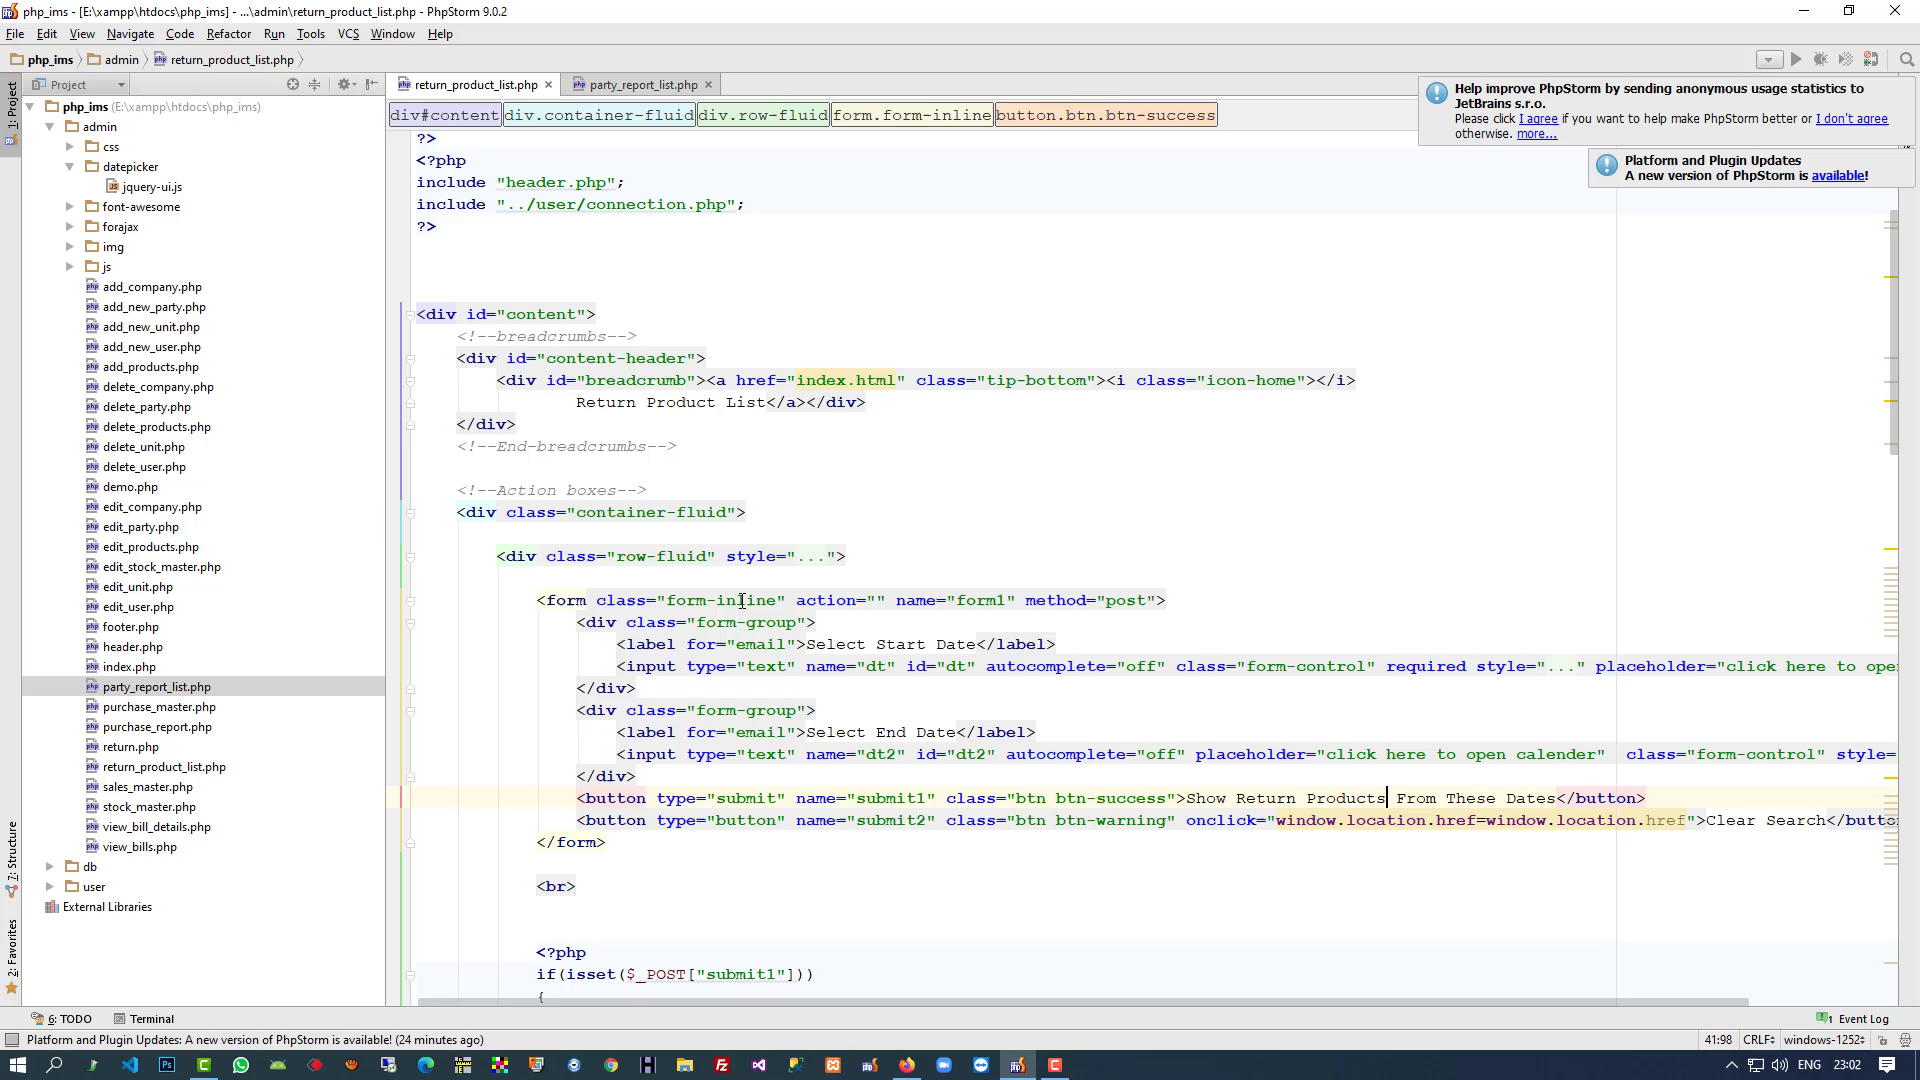 php_ims - [E:\xampp\htdocs\php_ims] - ...\admin\return_product_list.php - PhpStorm 9.0.2
File Edit View Navigate Code Refactor Run Tools VCS Window Help
php_ims admin return_product_list.php
Project
return_product_list.php party_report_list.php
Help improve PhpStorm by sending anonymous usage statistics to
JetBrains s.r.o.
Please click I agree if you want to help make PhpStorm better or I don't agree
otherwise. more...
Platform and Plugin Updates
A new version of PhpStorm is available!
1: Project
7: Structure
2: Favorites
php_ims (E:\xampp\htdocs\php_ims)
admin
css
datepicker
jquery-ui.js
font-awesome
forajax
img
js
add_company.php
add_new_party.php
add_new_unit.php
add_new_user.php
add_products.php
delete_company.php
delete_party.php
delete_products.php
delete_unit.php
delete_user.php
demo.php
edit_company.php
edit_party.php
edit_products.php
edit_stock_master.php
edit_unit.php
edit_user.php
footer.php
header.php
index.php
party_report_list.php
purchase_master.php
purchase_report.php
return.php
return_product_list.php
sales_master.php
stock_master.php
view_bill_details.php
view_bills.php
db
user
External Libraries
div#content div.container-fluid div.row-fluid form.form-inline button.btn.btn-success
?>
<?php
include "header.php";
include "../user/connection.php";
?>
<div id="content">
<!--breadcrumbs-->
<div id="content-header">
<div id="breadcrumb"><a href="index.html" class="tip-bottom"><i class="icon-home"></i>
Return Product List</a></div>
</div>
<!--End-breadcrumbs-->
<!--Action boxes-->
<div class="container-fluid">
<div class="row-fluid" style="...">
<form class="form-inline" action="" name="form1" method="post">
<div class="form-group">
<label for="email">Select Start Date</label>
<input type="text" name="dt" id="dt" autocomplete="off" class="form-control" required style="..." placeholder="click here to open
</div>
<div class="form-group">
<label for="email">Select End Date</label>
<input type="text" name="dt2" id="dt2" autocomplete="off" placeholder="click here to open calender"  class="form-control" style=
</div>
<button type="submit" name="submit1" class="btn btn-success">Show Return Products From These Dates</button>
<button type="button" name="submit2" class="btn btn-warning" onclick="window.location.href=window.location.href">Clear Search</button
</form>
<br>
<?php
if(isset($_POST["submit1"]))
{
6: TODO Terminal 1 Event Log
Platform and Plugin Updates: A new version of PhpStorm is available! (24 minutes ago) 41:98 CRLF windows-1252
ENG 23:02